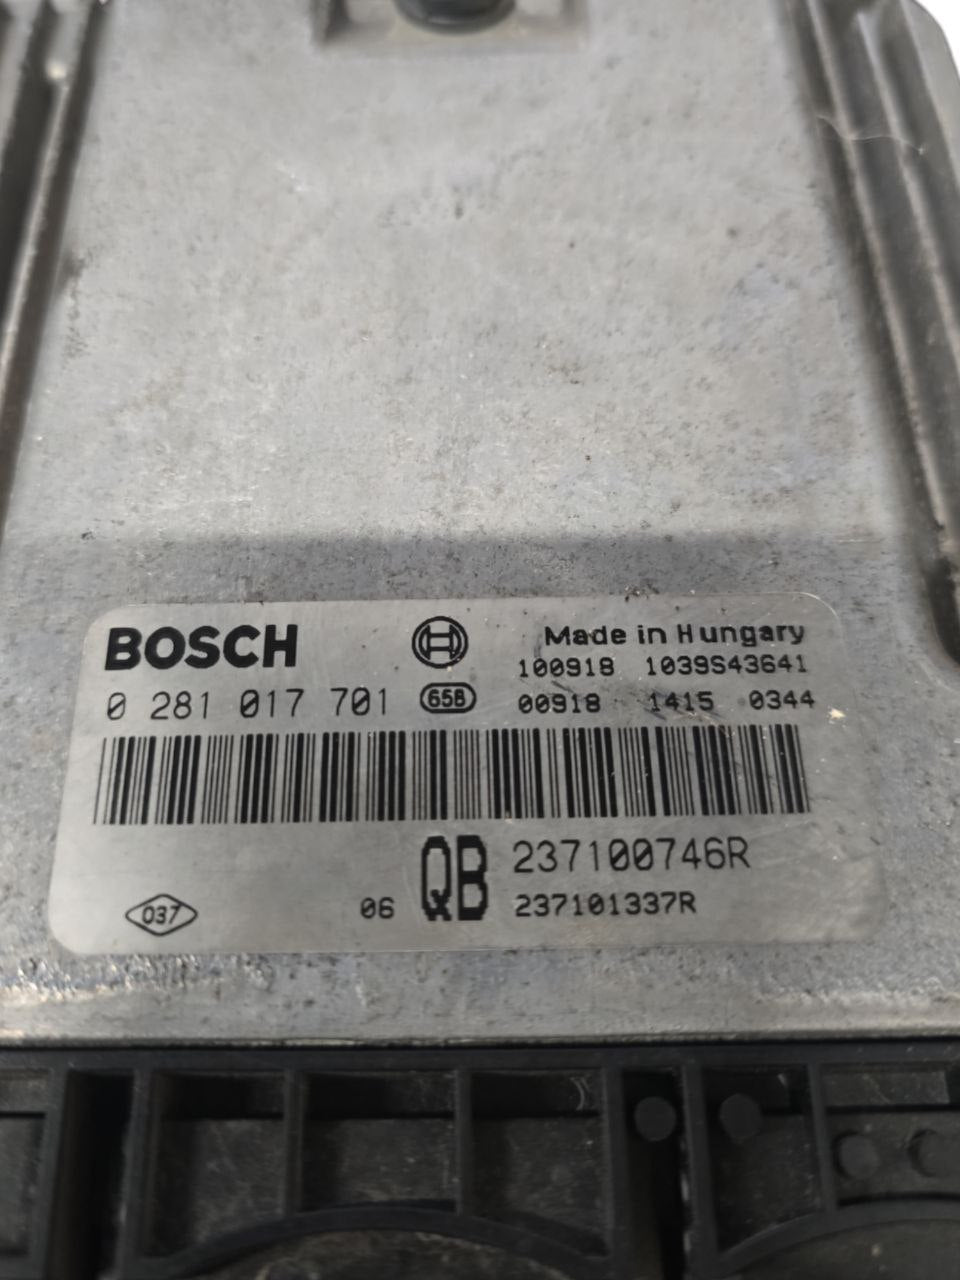 BOSCH
Made in Hungary
100918 1039S43641
0 281 017 701 658 00918 1415 0344
QB 237100746R
037 06 237101337R